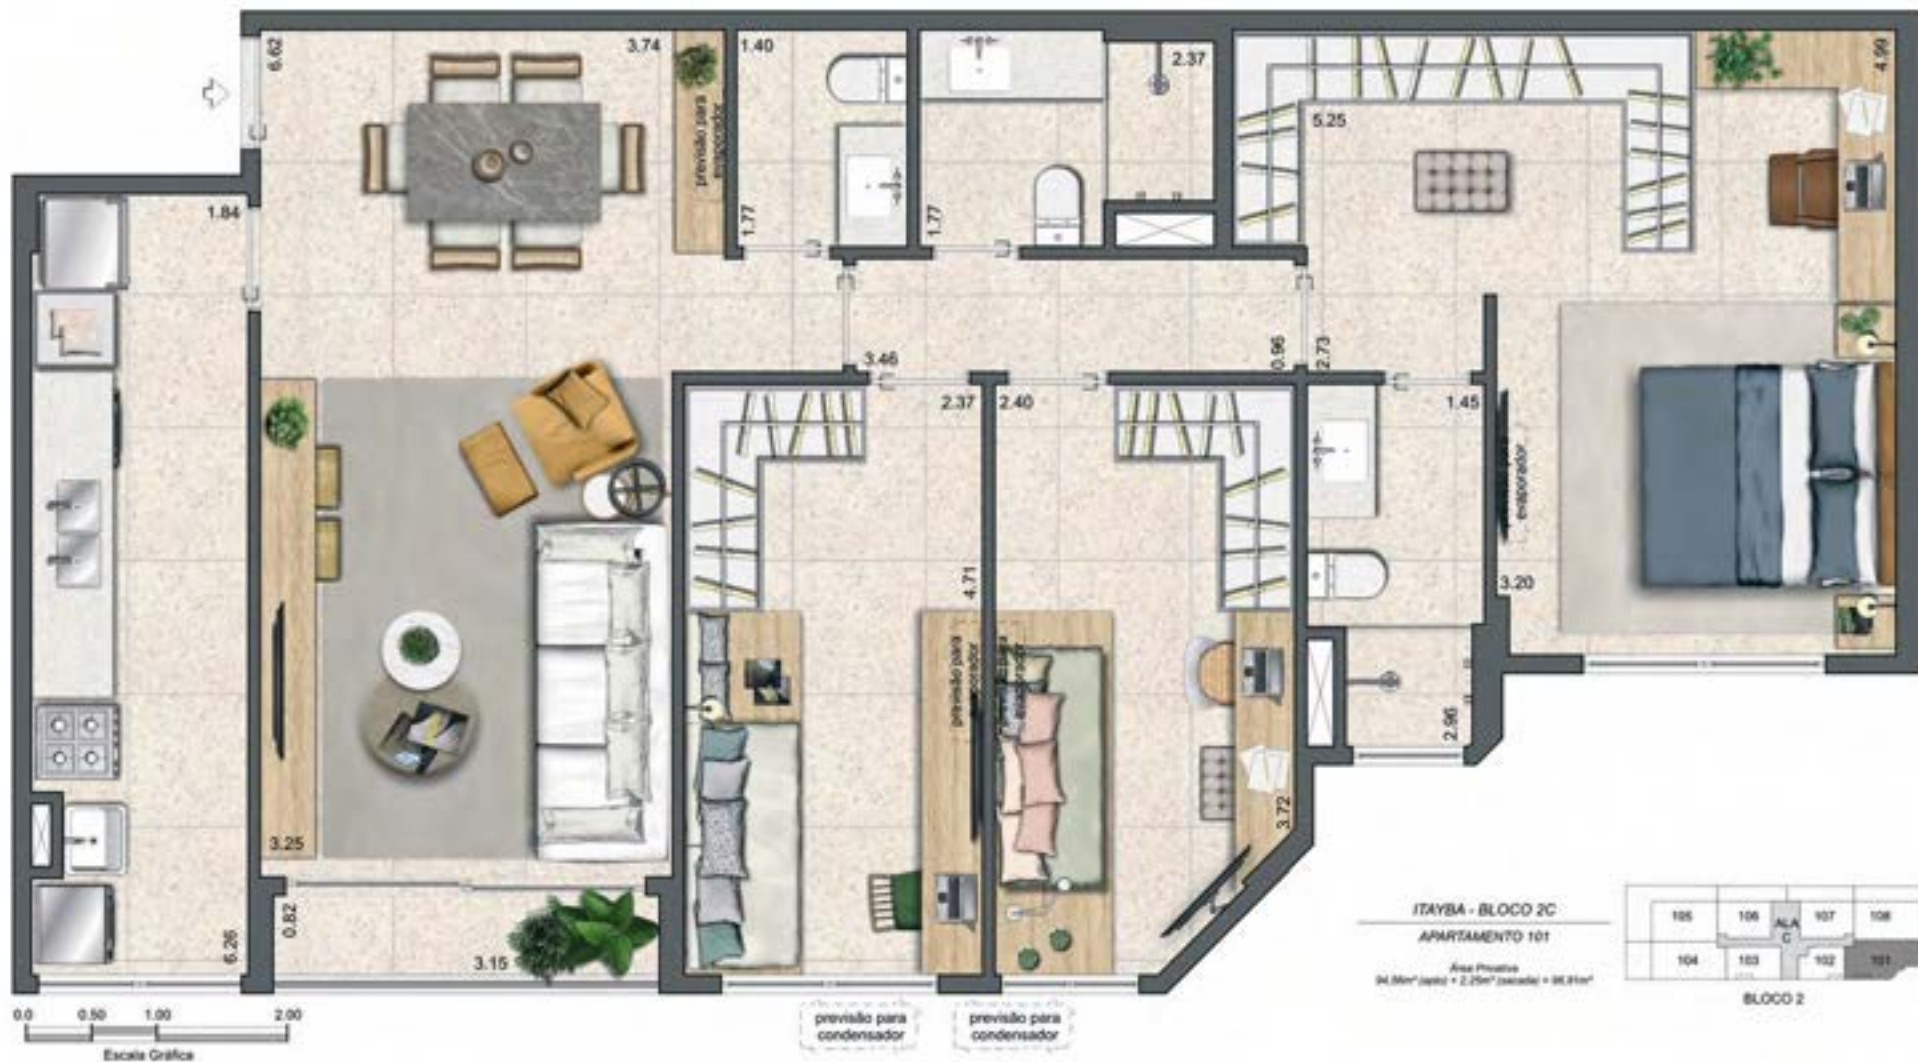 6.62
3.74
previsão para
evaporador
1.40
1.77
2.37
1.77
5.25
4.99
1.84
3.46
0.96
2.73
2.37
2.40
1.45
evaporador
3.20
4.71
previsão para
evaporador
evaporador
2.96
3.72
3.25
0.82
3.15
6.26
0.0 0.50 1.00 2.00
Escala Gráfica
previsão para
condensador
previsão para
condensador
ITAYBA - BLOCO 2C
APARTAMENTO 101
Área Privativa
105 106 ALA C 107 108
104 103 102 101
BLOCO 2